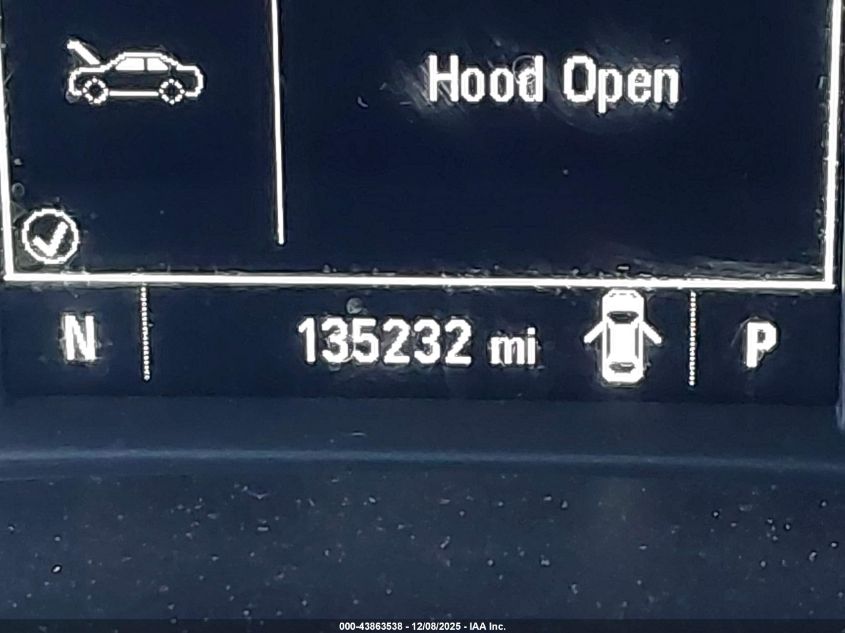 Hood Open
N 135232 mi P
000-43863538 - 12/08/2025 - IAA Inc.